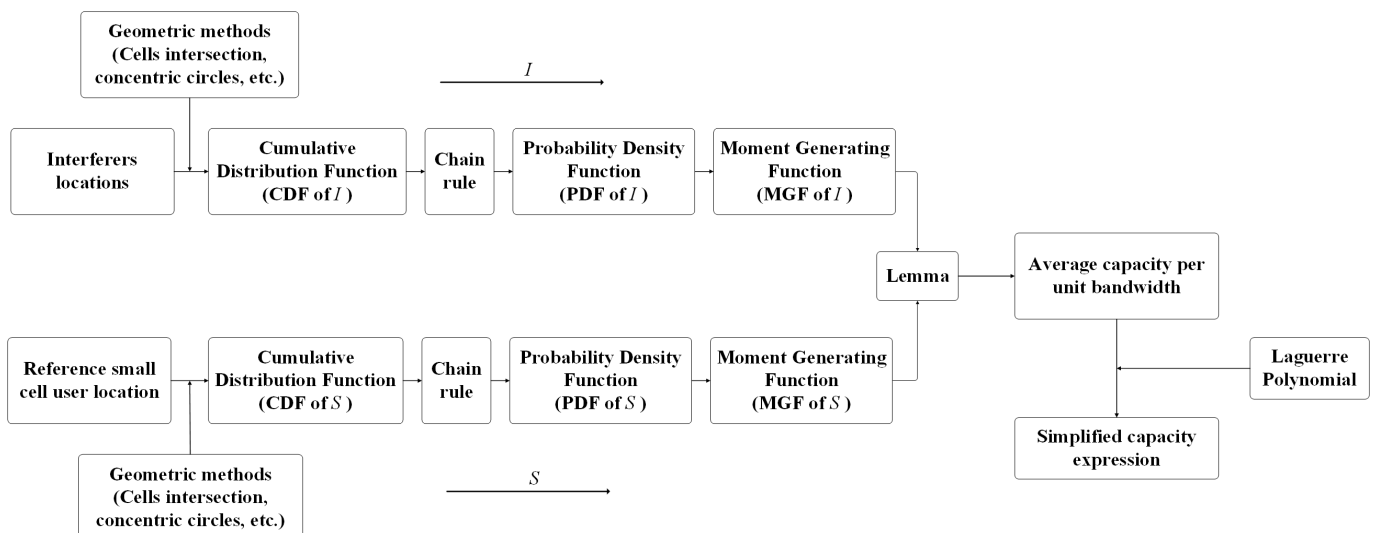 Geometric methods
(Cells intersection,
concentric circles, etc.)
I
Interferers
locations
Cumulative
Distribution Function
(CDF of I )
Chain
rule
Probability Density
Function
(PDF of I )
Moment Generating
Function
(MGF of I )
Lemma
Average capacity per
unit bandwidth
Reference small
cell user location
Cumulative
Distribution Function
(CDF of S )
Chain
rule
Probability Density
Function
(PDF of S )
Moment Generating
Function
(MGF of S )
Laguerre
Polynomial
Simplified capacity
expression
Geometric methods
(Cells intersection,
concentric circles, etc.)
S